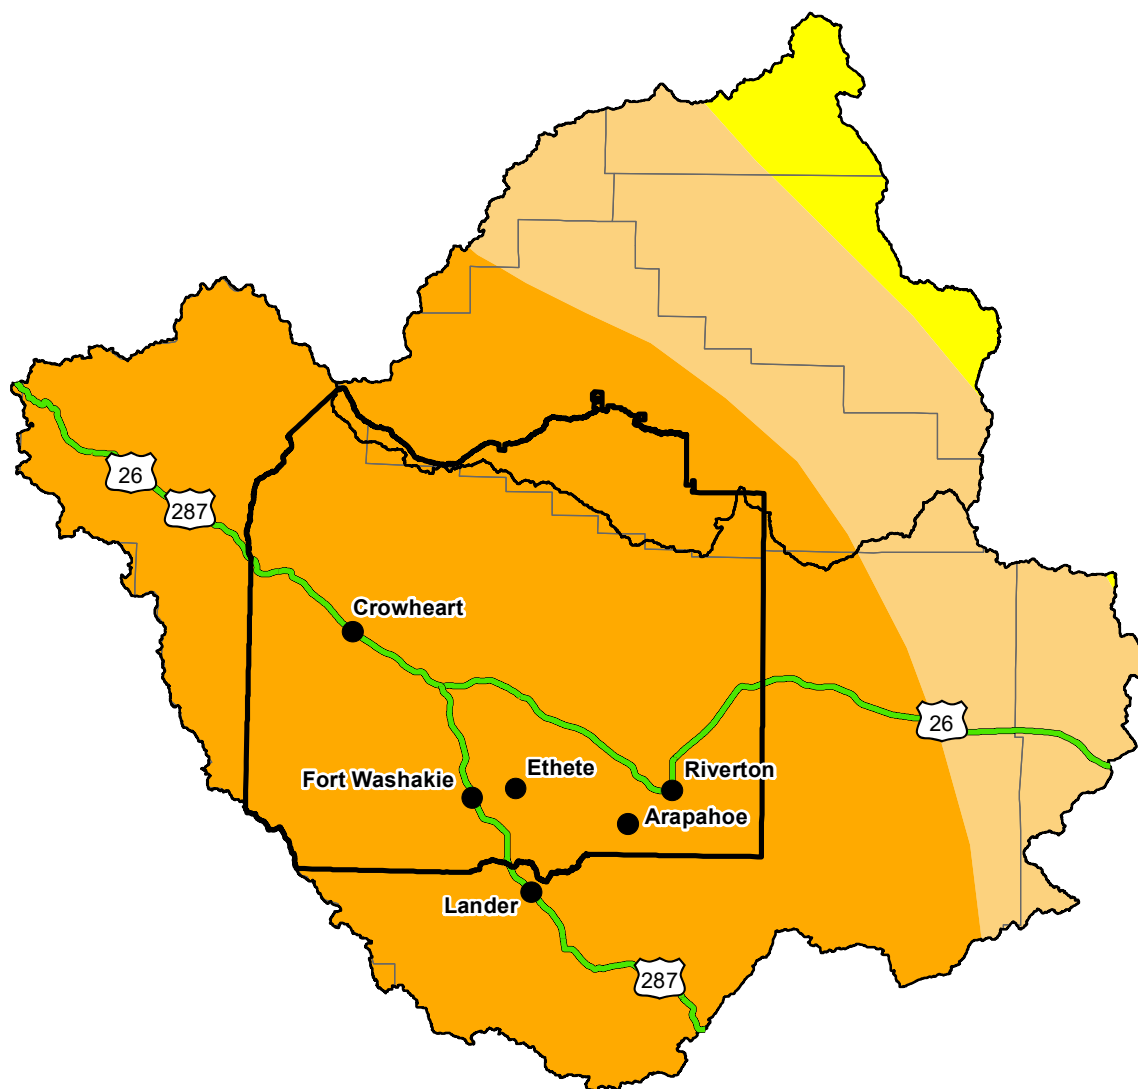 26
287
Crowheart
26
Ethete
Riverton
Fort Washakie
Arapahoe
Lander
287